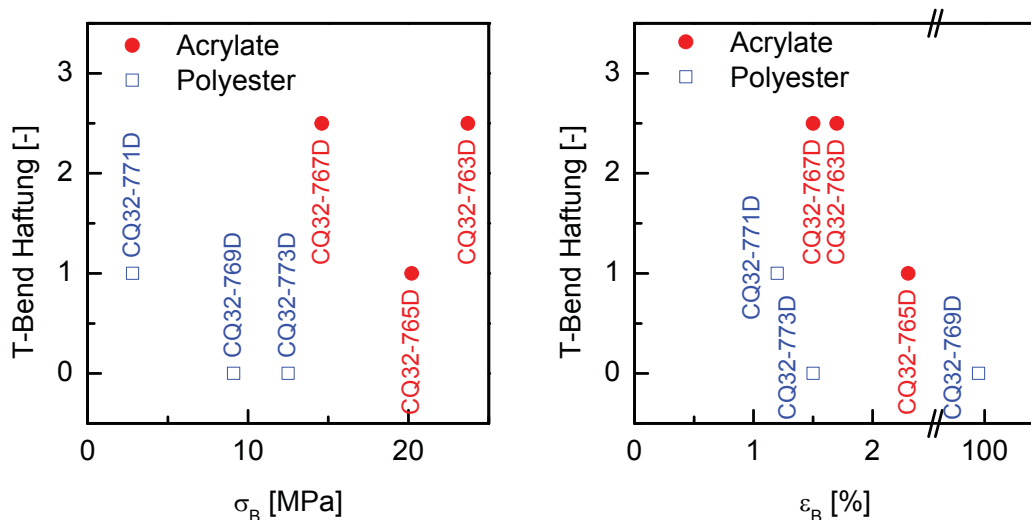 Acrylate
Polyester
3
2
1
0
T-Bend Haftung [-]
CQ32-771D
CQ32-769D
CQ32-773D
CQ32-767D
CQ32-765D
CQ32-763D
0
10
20
σB [MPa]
Acrylate
Polyester
3
2
1
0
T-Bend Haftung [-]
CQ32-771D
CQ32-773D
CQ32-767D
CQ32-763D
CQ32-765D
CQ32-769D
0
1
2
100
εB [%]